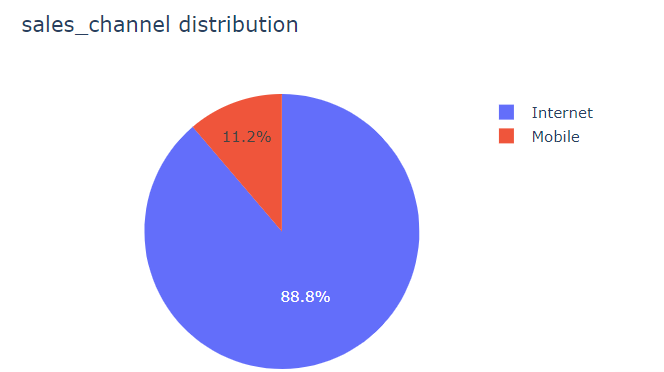 sales_channel distribution
Internet
Mobile
11.2%
88.8%